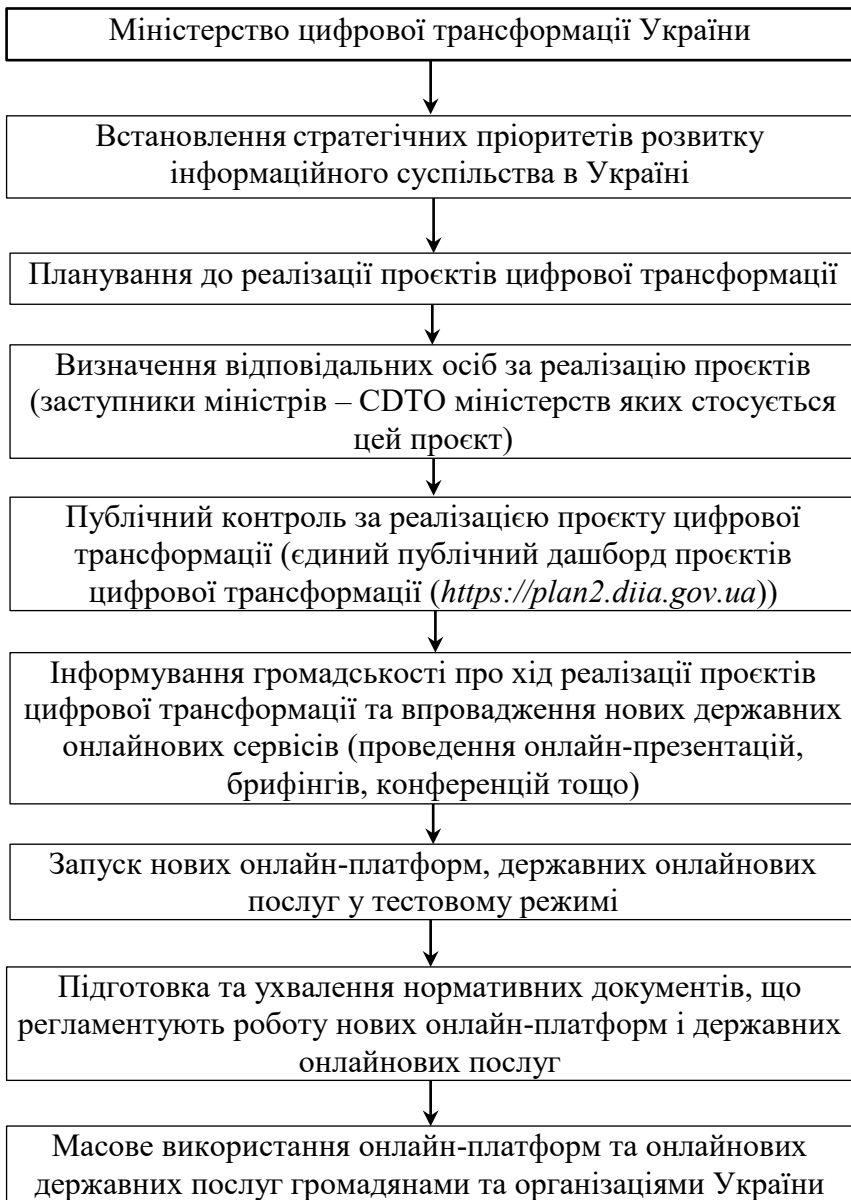 Міністерство цифрової трансформації України
Встановлення стратегічних пріоритетів розвитку
інформаційного суспільства в Україні
Планування до реалізації проєктів цифрової трансформації
Визначення відповідальних осіб за реалізацію проєктів
(заступники міністрів – CDTO міністерств яких стосується
цей проєкт)
Публічний контроль за реалізацією проєкту цифрової
трансформації (єдиний публічний дашборд проєктів
цифрової трансформації (https://plan2.diia.gov.ua))
Інформування громадськості про хід реалізації проєктів
цифрової трансформації та впровадження нових державних
онлайнових сервісів (проведення онлайн-презентацій,
брифінгів, конференцій тощо)
Запуск нових онлайн-платформ, державних онлайнових
послуг у тестовому режимі
Підготовка та ухвалення нормативних документів, що
регламентують роботу нових онлайн-платформ і державних
онлайнових послуг
Масове використання онлайн-платформ та онлайнових
державних послуг громадянами та організаціями України